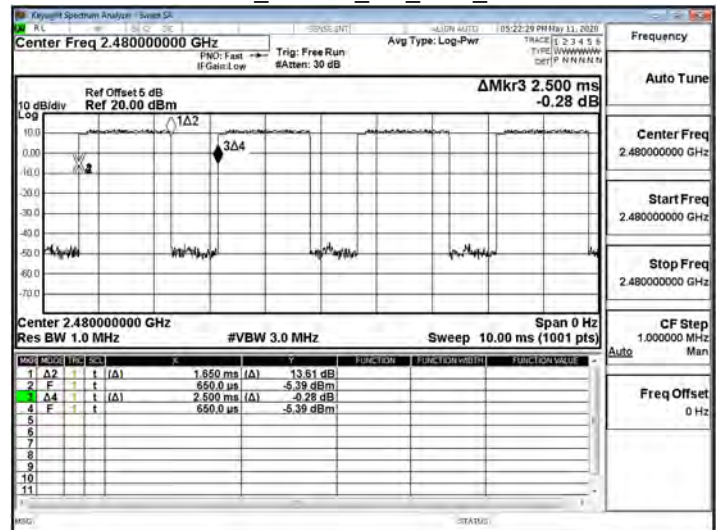 Keysight Spectrum Analyzer - Swept SA
RL
SENSE:INT
ALIGN AUTO
05:22:29 PM May 11, 2020
Center Freq 2.480000000 GHz
PNO: Fast
IFGain:Low
Trig: Free Run
#Atten: 30 dB
Avg Type: Log-Pwr
TRACE 1 2 3 4 5 6
TYPE WWWWWW
DET P N N N N N
Frequency
Auto Tune
Ref Offset 5 dB
Ref 20.00 dBm
10 dB/div
Log
ΔMkr3 2.500 ms
-0.28 dB
10.0
0.00
-10.0
-20.0
-30.0
-40.0
-50.0
-60.0
-70.0
1Δ2
3Δ4
Center Freq
2.480000000 GHz
Start Freq
2.480000000 GHz
Stop Freq
2.480000000 GHz
Center 2.480000000 GHz
Res BW 1.0 MHz
#VBW 3.0 MHz
Span 0 Hz
Sweep 10.00 ms (1001 pts)
CF Step
1.000000 MHz
Auto Man
MKR MODE TRC SCL X Y FUNCTION FUNCTION WIDTH FUNCTION VALUE
1 Δ2 1 t (Δ) 1.650 ms (Δ) 13.61 dB
2 F 1 t 650.0 µs -5.39 dBm
3 Δ4 1 t (Δ) 2.500 ms (Δ) -0.28 dB
4 F 1 t 650.0 µs -5.39 dBm
5
6
7
8
9
10
11
Freq Offset
0 Hz
MSG
STATUS